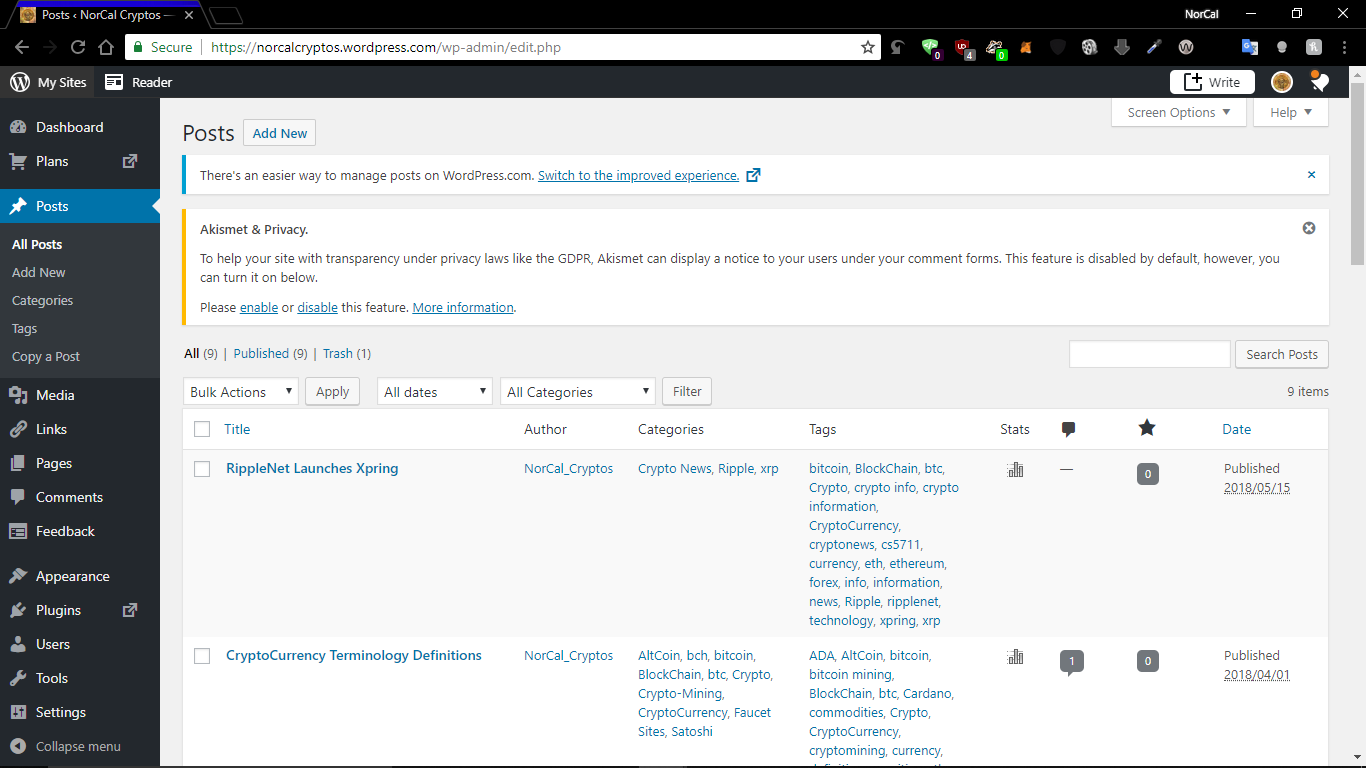 Posts ‹ NorCal Cryptos —
NorCal
Secure
https://norcalcryptos.wordpress.com/wp-admin/edit.php
0
4
0
My Sites
Reader
Write
Dashboard
Plans
Posts
All Posts
Add New
Categories
Tags
Copy a Post
Media
Links
Pages
Comments
Feedback
Appearance
Plugins
Users
Tools
Settings
Collapse menu
Screen Options
Help
Posts
Add New
There's an easier way to manage posts on WordPress.com. Switch to the improved experience.
Akismet & Privacy.
To help your site with transparency under privacy laws like the GDPR, Akismet can display a notice to your users under your comment forms. This feature is disabled by default, however, you
can turn it on below.
Please enable or disable this feature. More information.
All (9) | Published (9) | Trash (1)
Search Posts
Bulk Actions
Apply
All dates
All Categories
Filter
9 items
Title
Author
Categories
Tags
Stats
Date
RippleNet Launches Xpring
NorCal_Cryptos
Crypto News, Ripple, xrp
bitcoin, BlockChain, btc,
Crypto, crypto info, crypto
information,
CryptoCurrency,
cryptonews, cs5711,
currency, eth, ethereum,
forex, info, information,
news, Ripple, ripplenet,
technology, xpring, xrp
—
0
Published
2018/05/15
CryptoCurrency Terminology Definitions
NorCal_Cryptos
AltCoin, bch, bitcoin,
BlockChain, btc, Crypto,
Crypto-Mining,
CryptoCurrency, Faucet
Sites, Satoshi
ADA, AltCoin, bitcoin,
bitcoin mining,
BlockChain, btc, Cardano,
commodities, Crypto,
CryptoCurrency,
cryptomining, currency,
1
0
Published
2018/04/01